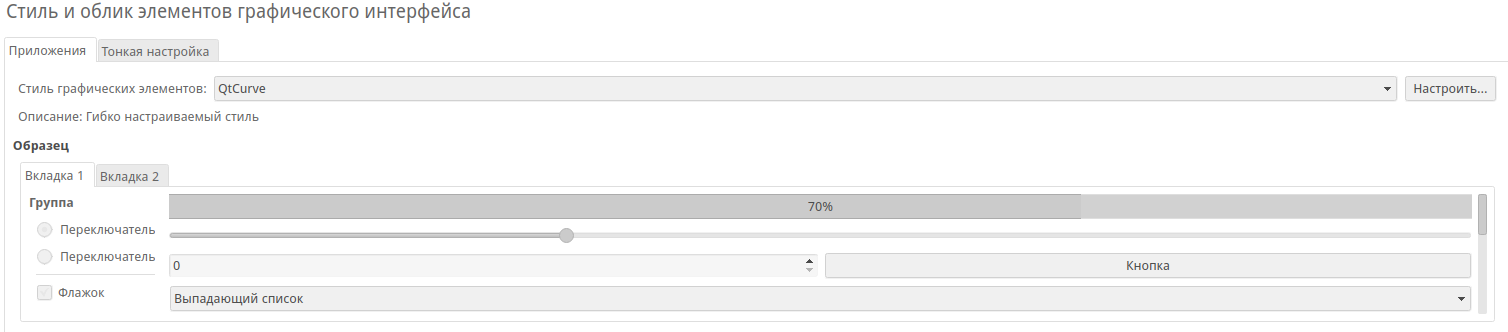 Стиль и облик элементов графического интерфейса
Приложения Тонкая настройка
Стиль графических элементов: QtCurve Настроить...
Описание: Гибко настраиваемый стиль
Образец
Вкладка 1 Вкладка 2
Группа 70%
Переключатель
Переключатель
0 Кнопка
Флажок Выпадающий список